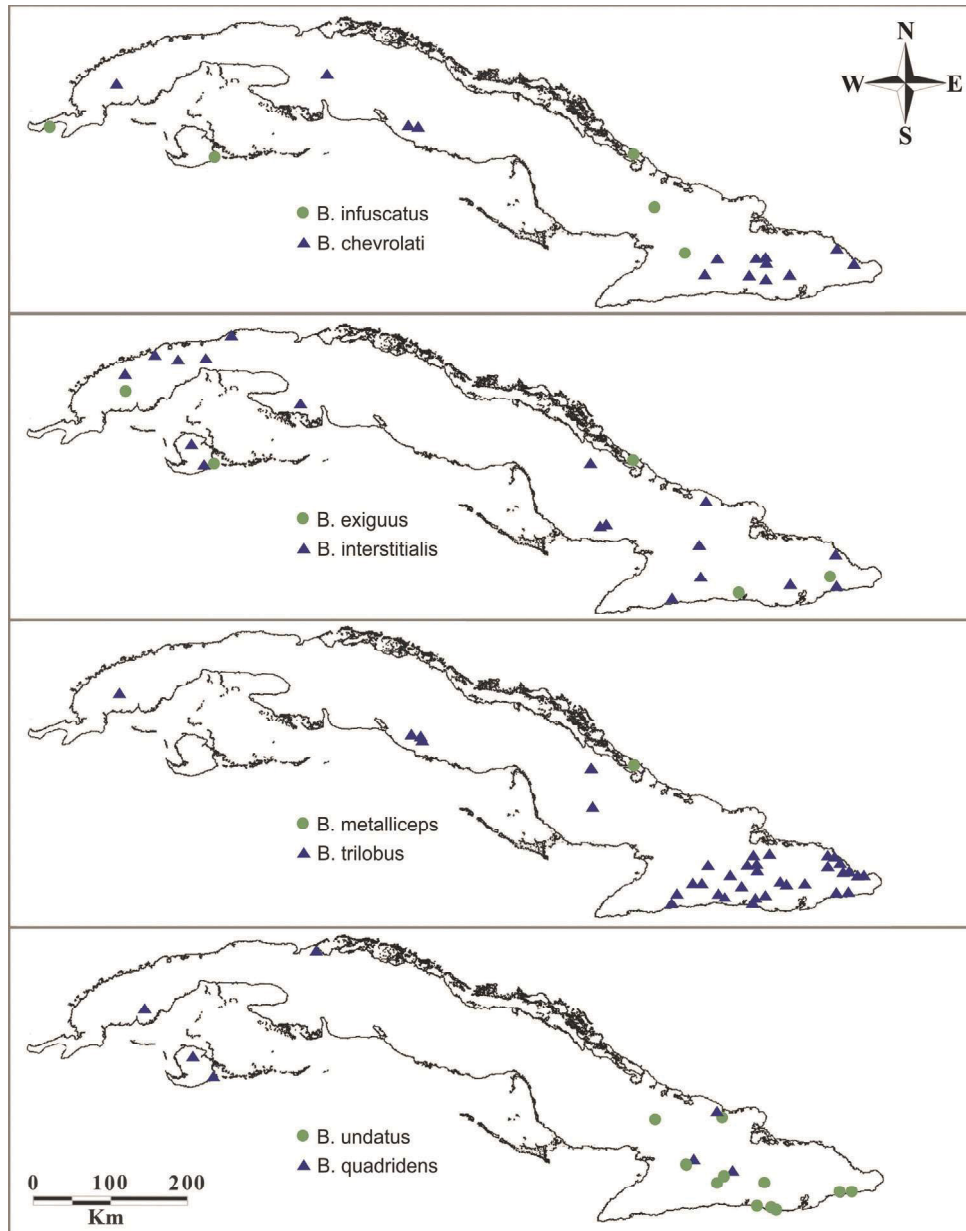 N
W E
S
B. infuscatus
B. chevrolati
B. exiguus
B. interstitialis
B. metalliceps
B. trilobus
B. undatus
B. quadridens
0 100 200
Km